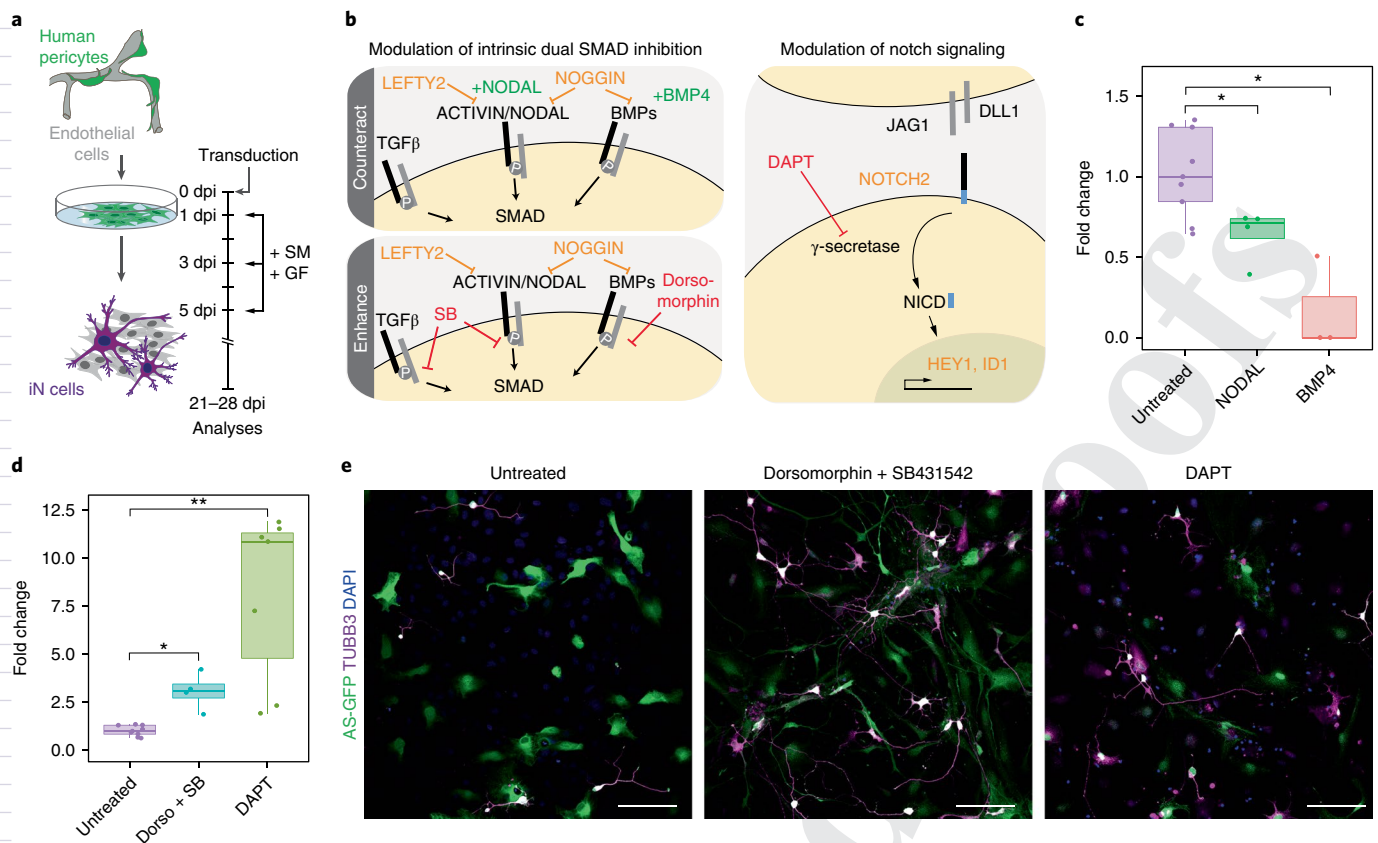 a
Human
pericytes
Endothelial
cells
Transduction
0 dpi
1 dpi
3 dpi
5 dpi
+ SM
+ GF
iN cells
21–28 dpi
Analyses
b
Modulation of intrinsic dual SMAD inhibition
Counteract
LEFTY2
+NODAL
NOGGIN
+BMP4
ACTIVIN/NODAL
BMPs
TGFβ
P
P
P
SMAD
Enhance
LEFTY2
NOGGIN
ACTIVIN/NODAL
BMPs
Dorso-
morphin
TGFβ
SB
P
P
P
SMAD
Modulation of notch signaling
JAG1
DLL1
DAPT
NOTCH2
γ-secretase
NICD
HEY1, ID1
c
Fold change
1.5
1.0
0.5
0.0
*
*
Untreated
NODAL
BMP4
d
Fold change
12.5
10.0
7.5
5.0
2.5
0.0
**
*
Untreated
Dorso + SB
DAPT
e
Untreated
Dorsomorphin + SB431542
DAPT
AS-GFP TUBB3 DAPI
oofs